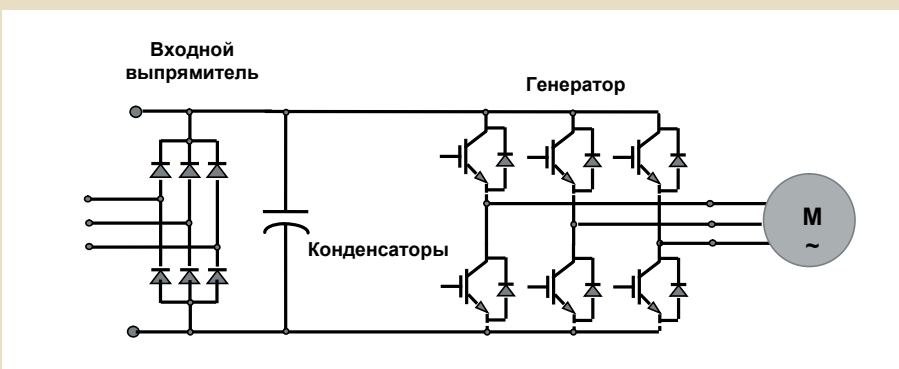 Входной
выпрямитель
Генератор
Конденсаторы
M
~